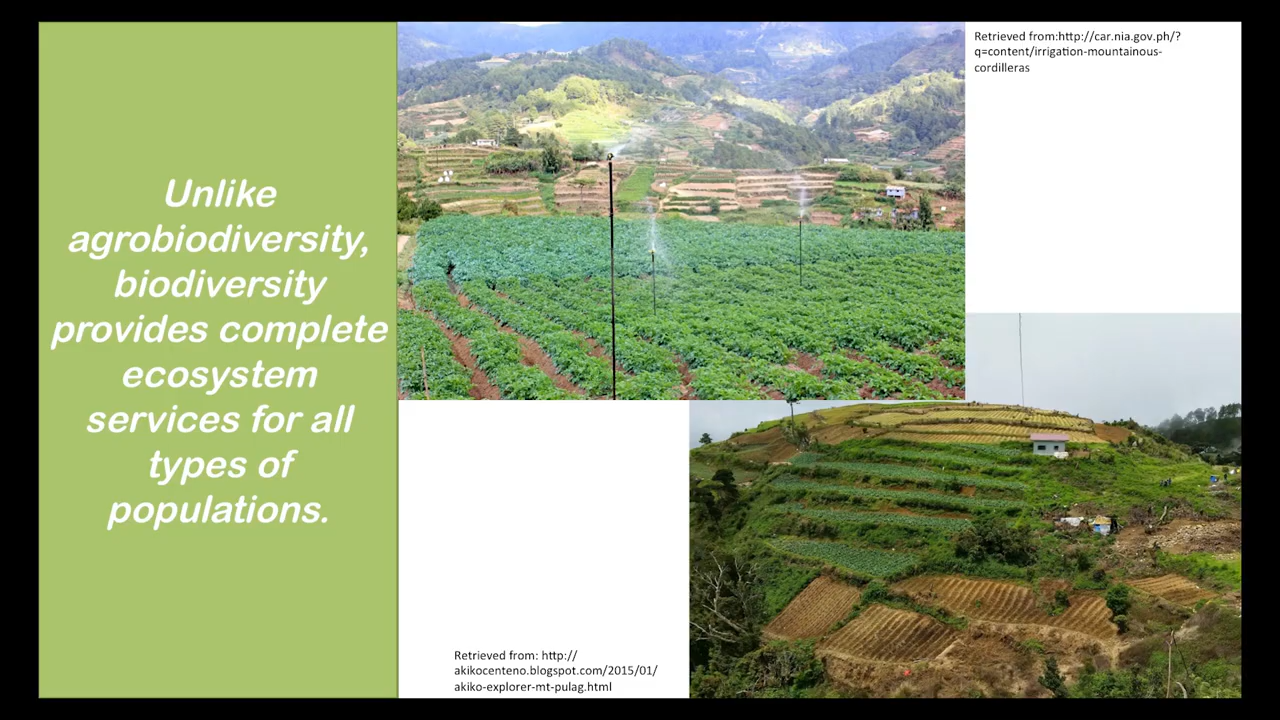 Unlike
agrobiodiversity,
biodiversity
provides complete
ecosystem
services for all
types of
populations.
Retrieved from:http://car.nia.gov.ph/?
q=content/irrigation-mountainous-
cordilleras
Retrieved from: http://
akikocenteno.blogspot.com/2015/01/
akiko-explorer-mt-pulag.html